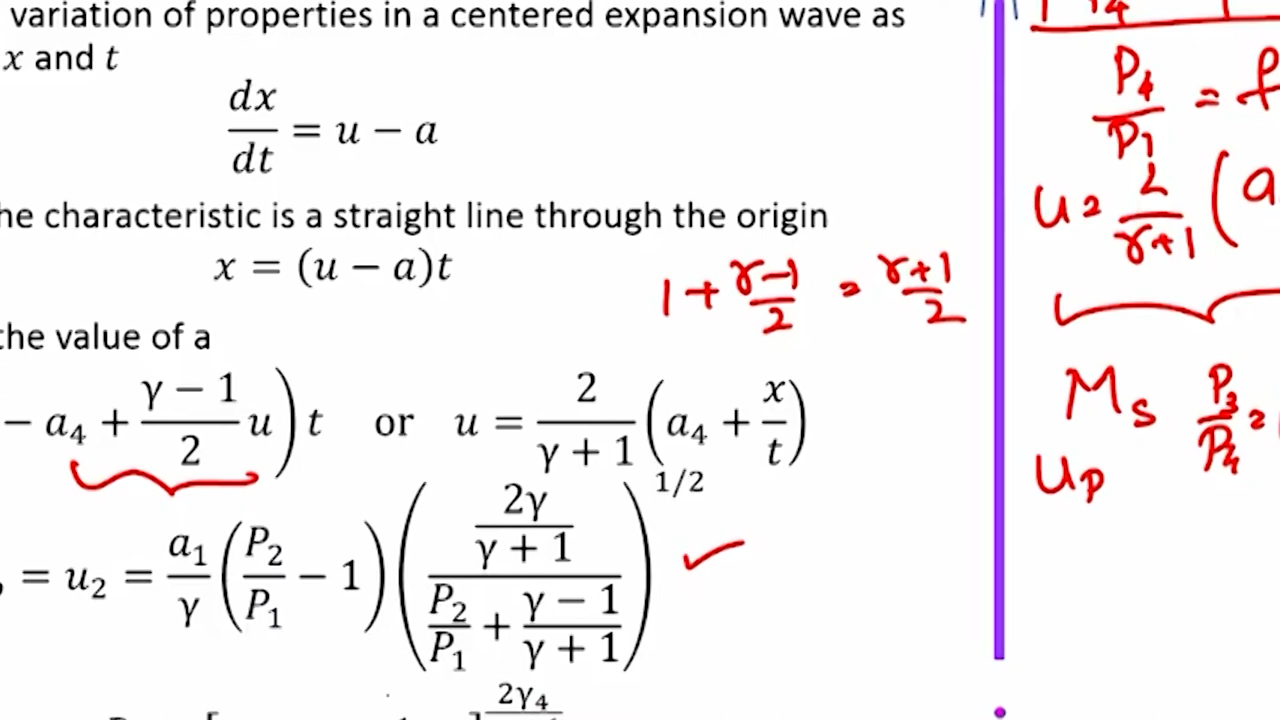 variation of properties in a centered expansion wave as
x and t
dx/dt = u − a
he characteristic is a straight line through the origin
x = (u − a)t
1 + γ−1/2 = γ+1/2
the value of a
− a₄ + γ − 1/2 u) t or u = 2/γ + 1 (a₄ + x/t)
= u₂ = a₁/γ (P₂/P₁ − 1) ( 2γ/γ + 1 / P₂/P₁ + γ − 1/γ + 1 )^1/2 ✓
2γ₄
P₄/P₁ = f
u = 2/γ+1 (a
Mₛ P₃/P₄ =
uₚ